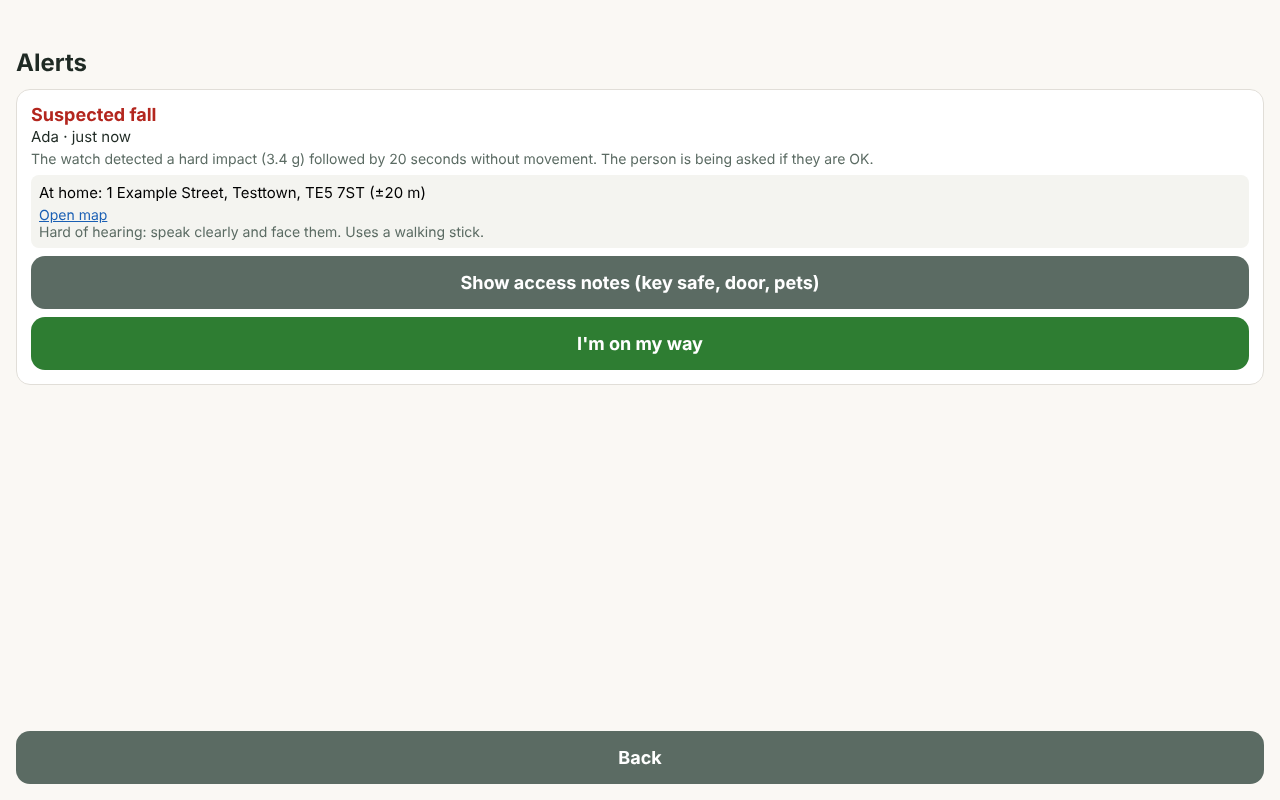 Alerts
Suspected fall
Ada · just now
The watch detected a hard impact (3.4 g) followed by 20 seconds without movement. The person is being asked if they are OK.
At home: 1 Example Street, Testtown, TE5 7ST (±20 m)
Open map
Hard of hearing: speak clearly and face them. Uses a walking stick.
Show access notes (key safe, door, pets)
I'm on my way
Back